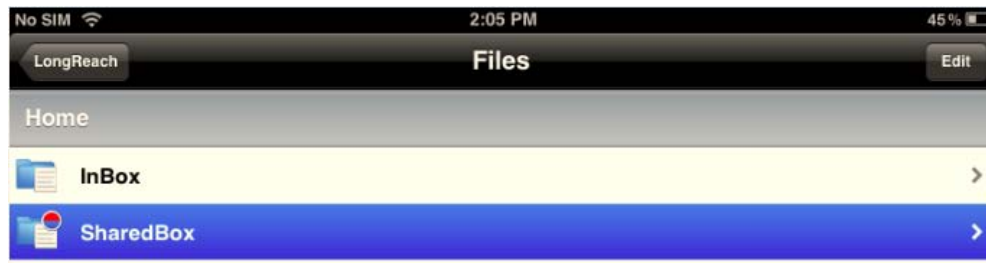 No SIM 2:05 PM 45%
LongReach Files Edit
Home
InBox
SharedBox